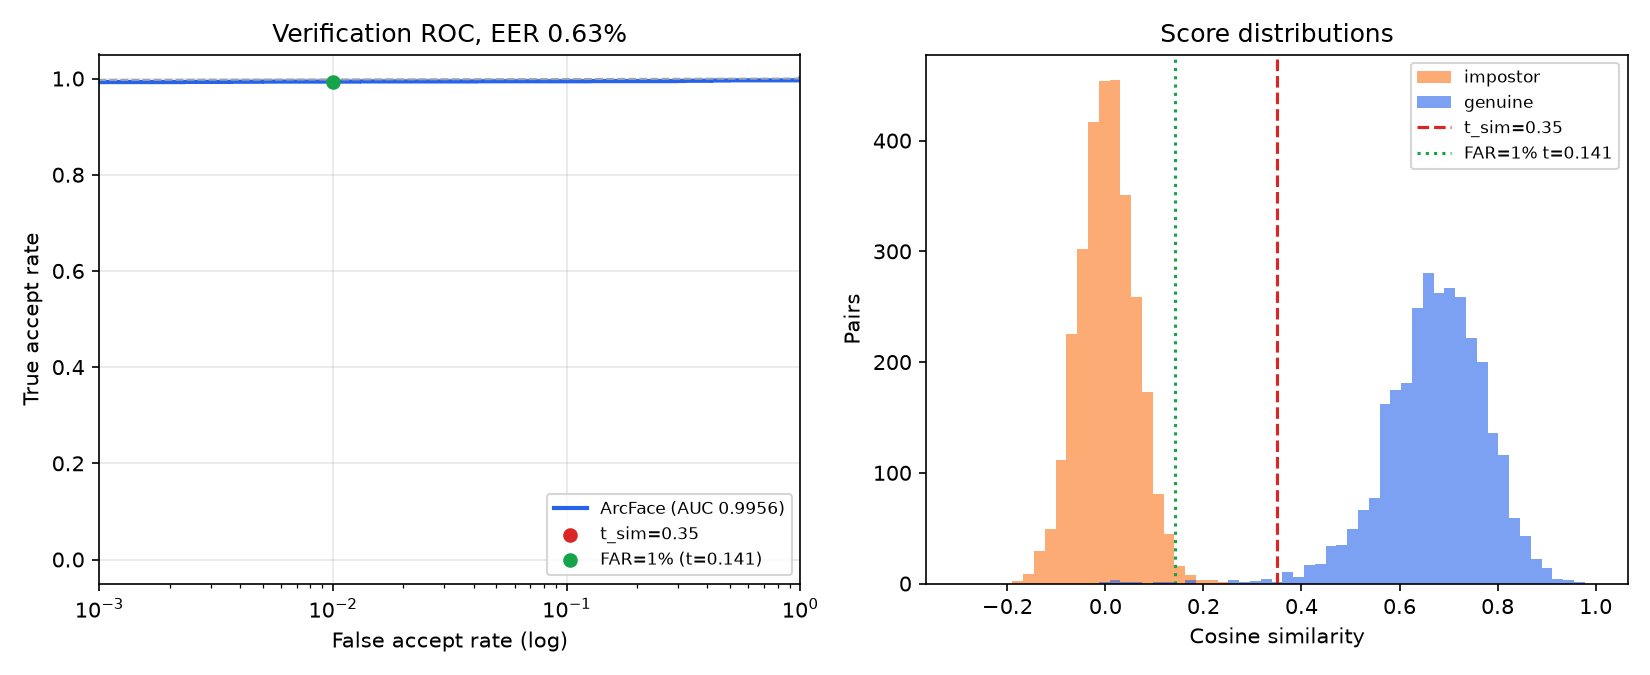 Verification ROC, EER 0.63%
True accept rate
1.0
0.8
0.6
0.4
0.2
0.0
ArcFace (AUC 0.9956)
t_sim=0.35
FAR=1% (t=0.141)
10⁻³
10⁻²
10⁻¹
10⁰
False accept rate (log)
Score distributions
Pairs
400
300
200
100
0
impostor
genuine
t_sim=0.35
FAR=1% t=0.141
−0.2
0.0
0.2
0.4
0.6
0.8
1.0
Cosine similarity